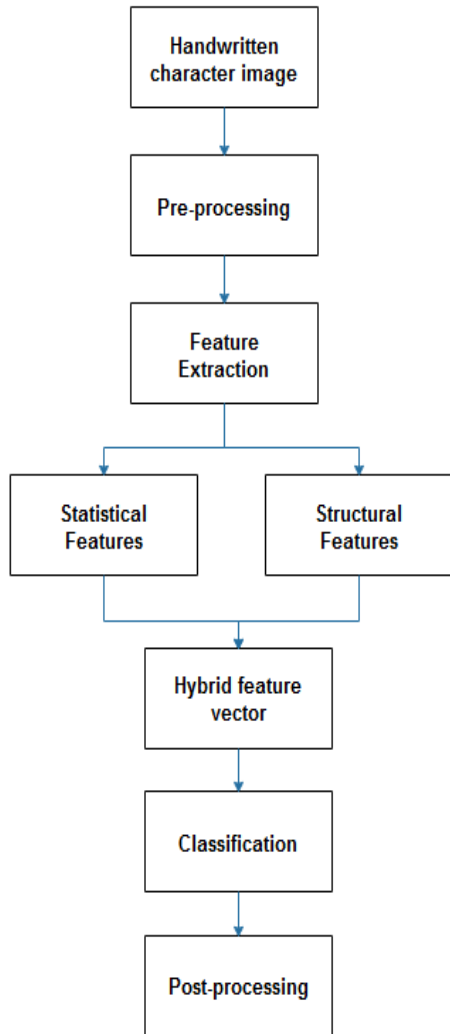 Handwritten
character image
Pre-processing
Feature
Extraction
Statistical
Features
Structural
Features
Hybrid feature
vector
Classification
Post-processing